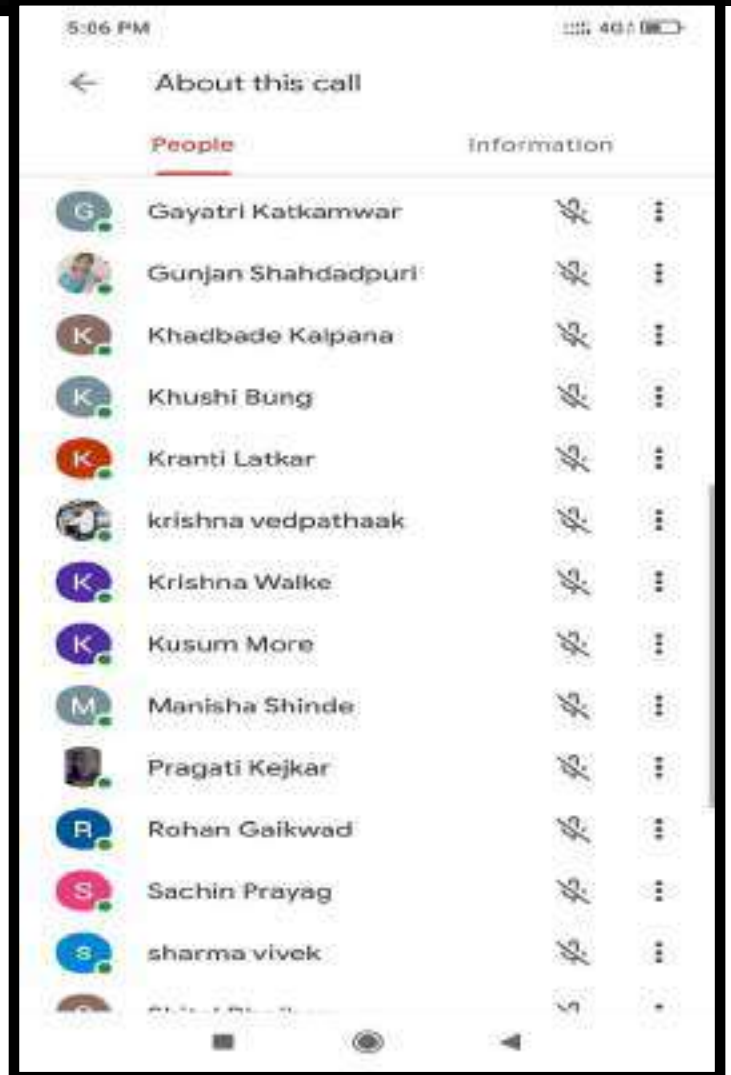 5:06 PM 4G
About this call
People Information
G Gayatri Katkamwar
Gunjan Shahdadpuri
K Khadbade Kalpana
K Khushi Bung
K Kranti Latkar
krishna vedpathaak
K Krishna Walke
K Kusum More
M Manisha Shinde
Pragati Kejkar
R Rohan Gaikwad
S Sachin Prayag
s sharma vivek